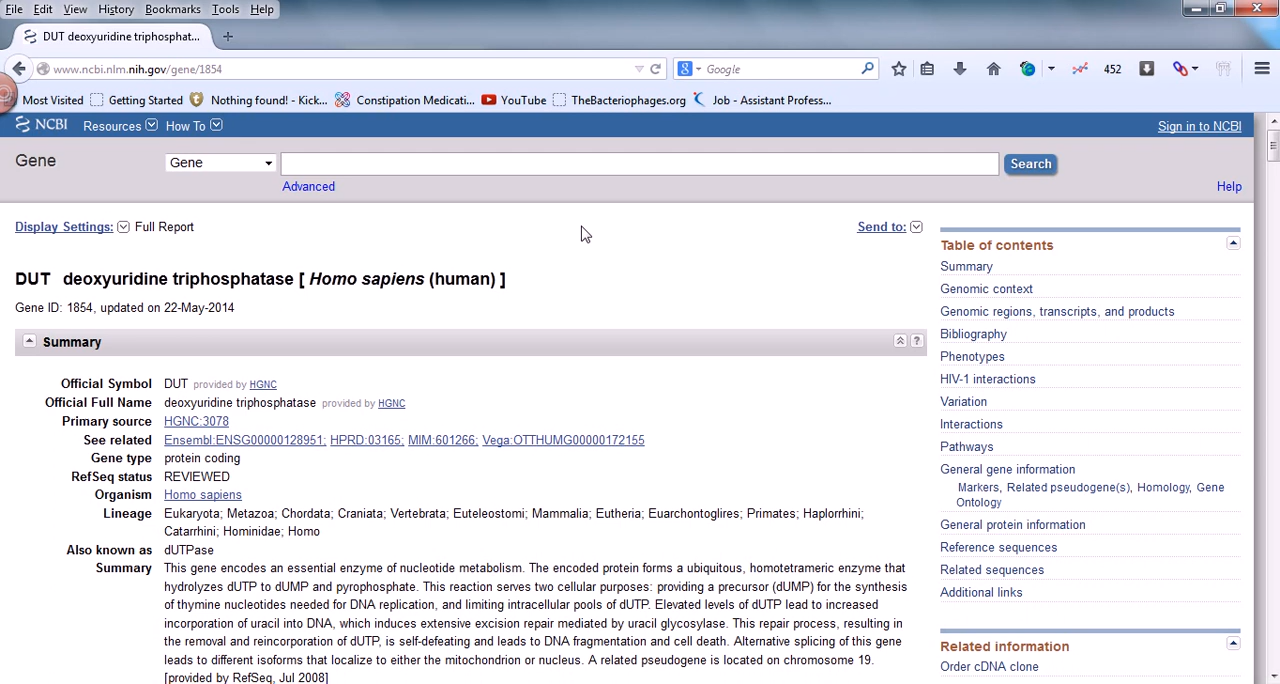 File Edit View History Bookmarks Tools Help
DUT deoxyuridine triphosphat...
www.ncbi.nlm.nih.gov/gene/1854
Google
452
Most Visited Getting Started Nothing found! - Kick... Constipation Medicati... YouTube TheBacteriophages.org Job - Assistant Profess...
NCBI Resources How To Sign in to NCBI
Gene Gene Search
Advanced Help
Display Settings: Full Report Send to:
DUT deoxyuridine triphosphatase [ Homo sapiens (human) ]
Gene ID: 1854, updated on 22-May-2014
Summary
Official Symbol DUT provided by HGNC
Official Full Name deoxyuridine triphosphatase provided by HGNC
Primary source HGNC:3078
See related Ensembl:ENSG00000128951; HPRD:03165; MIM:601266; Vega:OTTHUMG00000172155
Gene type protein coding
RefSeq status REVIEWED
Organism Homo sapiens
Lineage Eukaryota; Metazoa; Chordata; Craniata; Vertebrata; Euteleostomi; Mammalia; Eutheria; Euarchontoglires; Primates; Haplorrhini;
Catarrhini; Hominidae; Homo
Also known as dUTPase
Summary This gene encodes an essential enzyme of nucleotide metabolism. The encoded protein forms a ubiquitous, homotetrameric enzyme that
hydrolyzes dUTP to dUMP and pyrophosphate. This reaction serves two cellular purposes: providing a precursor (dUMP) for the synthesis
of thymine nucleotides needed for DNA replication, and limiting intracellular pools of dUTP. Elevated levels of dUTP lead to increased
incorporation of uracil into DNA, which induces extensive excision repair mediated by uracil glycosylase. This repair process, resulting in
the removal and reincorporation of dUTP, is self-defeating and leads to DNA fragmentation and cell death. Alternative splicing of this gene
leads to different isoforms that localize to either the mitochondrion or nucleus. A related pseudogene is located on chromosome 19.
[provided by RefSeq, Jul 2008]
Table of contents
Summary
Genomic context
Genomic regions, transcripts, and products
Bibliography
Phenotypes
HIV-1 interactions
Variation
Interactions
Pathways
General gene information
Markers, Related pseudogene(s), Homology, Gene
Ontology
General protein information
Reference sequences
Related sequences
Additional links
Related information
Order cDNA clone